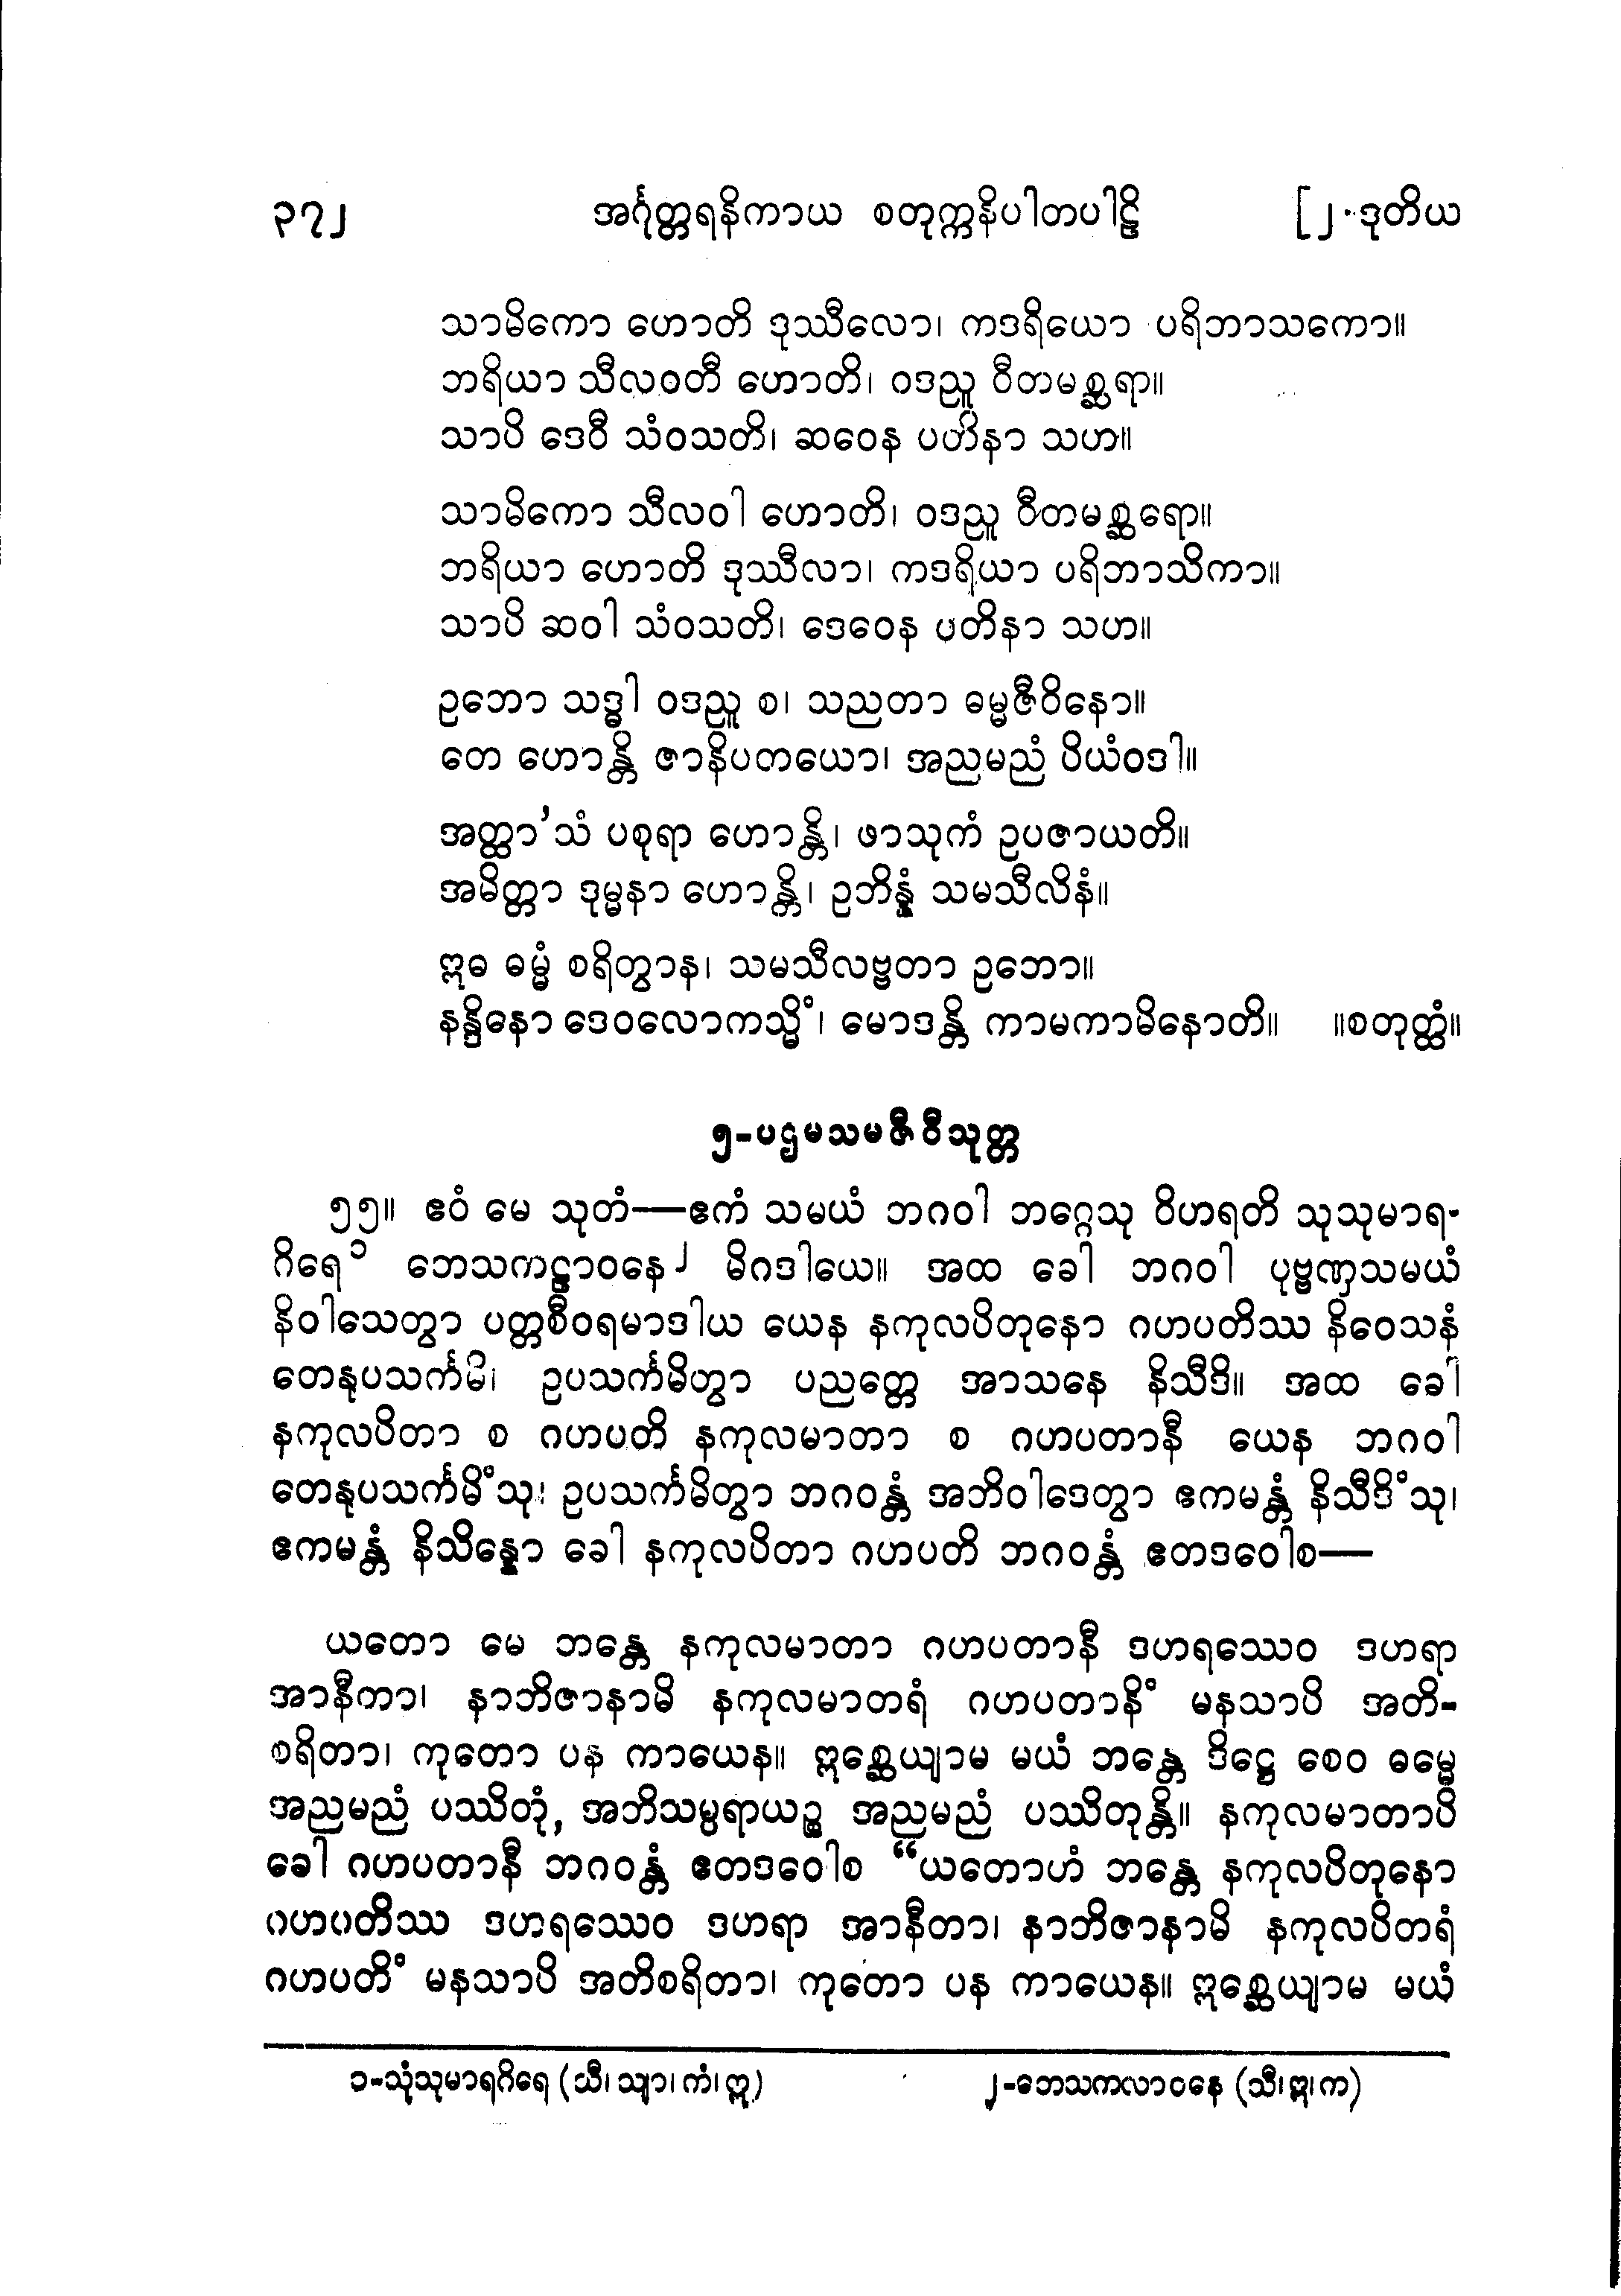 ၃၇၂ အင်္ဂုတ္တရနိကာယ စတုက္ကနိပါတပါဠိ [၂-ဒုတိယ
သာမိကော ဟောတိ ဒုဿီလော၊ ကဒရိယော ပရိဘာသကော။
ဘရိယာ သီလဝတီ ဟောတိ၊ ဝဒညူ ဝီတမစ္ဆရာ။
သာပိ ဒေဝီ သံဝသတိ၊ ဆဝေန ပတိနာ သဟ။
သာမိကော သီလဝါ ဟောတိ၊ ဝဒညူ ဝီတမစ္ဆရော။
ဘရိယာ ဟောတိ ဒုဿီလာ၊ ကဒရိယာ ပရိဘာသိကာ။
သာပိ ဆဝါ သံဝသတိ၊ ဒေဝေန ပတိနာ သဟ။
ဥဘော သဒ္ဓါ ဝဒညူ စ၊ သညတာ ဓမ္မဇီဝိနော။
တေ ဟောန္တိ ဇာနိပတယော၊ အညမညံ ပိယံဝဒါ။
အတ္ထာ’သံ ပစုရာ ဟောန္တိ၊ ဖာသုကံ ဥပဇာယတိ။
အမိတ္တာ ဒုမ္မနာ ဟောန္တိ၊ ဥဘိန္နံ သမသီလိနံ။
ဣဓ ဓမ္မံ စရိတွာန၊ သမသီလဗ္ဗတာ ဥဘော။
နန္ဒိနော ဒေဝလောကသ္မိံ၊ မောဒန္တိ ကာမကာမိနောတိ။ ။စတုတ္ထံ။
၅-ပဌမသမဇီဝီသုတ္တ
၅၅။ ဧဝံ မေ သုတံ—ဧကံ သမယံ ဘဂဝါ ဘဂ္ဂေသု ဝိဟရတိ သုသုမာရ-
ဂိရေ ၁ ဘေသကဠာဝနေ ၂ မိဂဒါယေ။ အထ ခေါ ဘဂဝါ ပုဗ္ဗဏှသမယံ
နိဝါသေတွာ ပတ္တစီဝရမာဒါယ ယေန နကုလပိတုနော ဂဟပတိဿ နိဝေသနံ
တေနုပသင်္ကမိ၊ ဥပသင်္ကမိတွာ ပညတ္တေ အာသနေ နိသီဒိ။ အထ ခေါ
နကုလပိတာ စ ဂဟပတိ နကုလမာတာ စ ဂဟပတာနီ ယေန ဘဂဝါ
တေနုပသင်္ကမိံသု၊ ဥပသင်္ကမိတွာ ဘဂဝန္တံ အဘိဝါဒေတွာ ဧကမန္တံ နိသီဒိံသု၊
ဧကမန္တံ နိသိန္နော ခေါ နကုလပိတာ ဂဟပတိ ဘဂဝန္တံ ဧတဒဝေါစ—
ယတော မေ ဘန္တေ နကုလမာတာ ဂဟပတာနီ ဒဟရဿေဝ ဒဟရာ
အာနီကာ၊ နာဘိဇာနာမိ နကုလမာတရံ ဂဟပတာနိံ မနသာပိ အတိ-
စရိတာ၊ ကုတော ပန ကာယေန။ ဣစ္ဆေယျာမ မယံ ဘန္တေ ဒိဋ္ဌေ စေဝ ဓမ္မေ
အညမညံ ပဿိတုံ, အဘိသမ္ပရာယဉ္စ အညမညံ ပဿိတုန္တိ။ နကုလမာတာပိ
ခေါ ဂဟပတာနီ ဘဂဝန္တံ ဧတဒဝေါစ “ယတောဟံ ဘန္တေ နကုလပိတုနော
ဂဟပတိဿ ဒဟရဿေဝ ဒဟရာ အာနီတာ၊ နာဘိဇာနာမိ နကုလပိတရံ
ဂဟပတိံ မနသာပိ အတိစရိတာ၊ ကုတော ပန ကာယေန။ ဣစ္ဆေယျာမ မယံ
၁-သုံသုမာရဂိရေ (သီ၊ သျာ၊ ကံ၊ ဣ) ၂-ဘေသကလာဝနေ (သီ၊ ဣ၊ က)